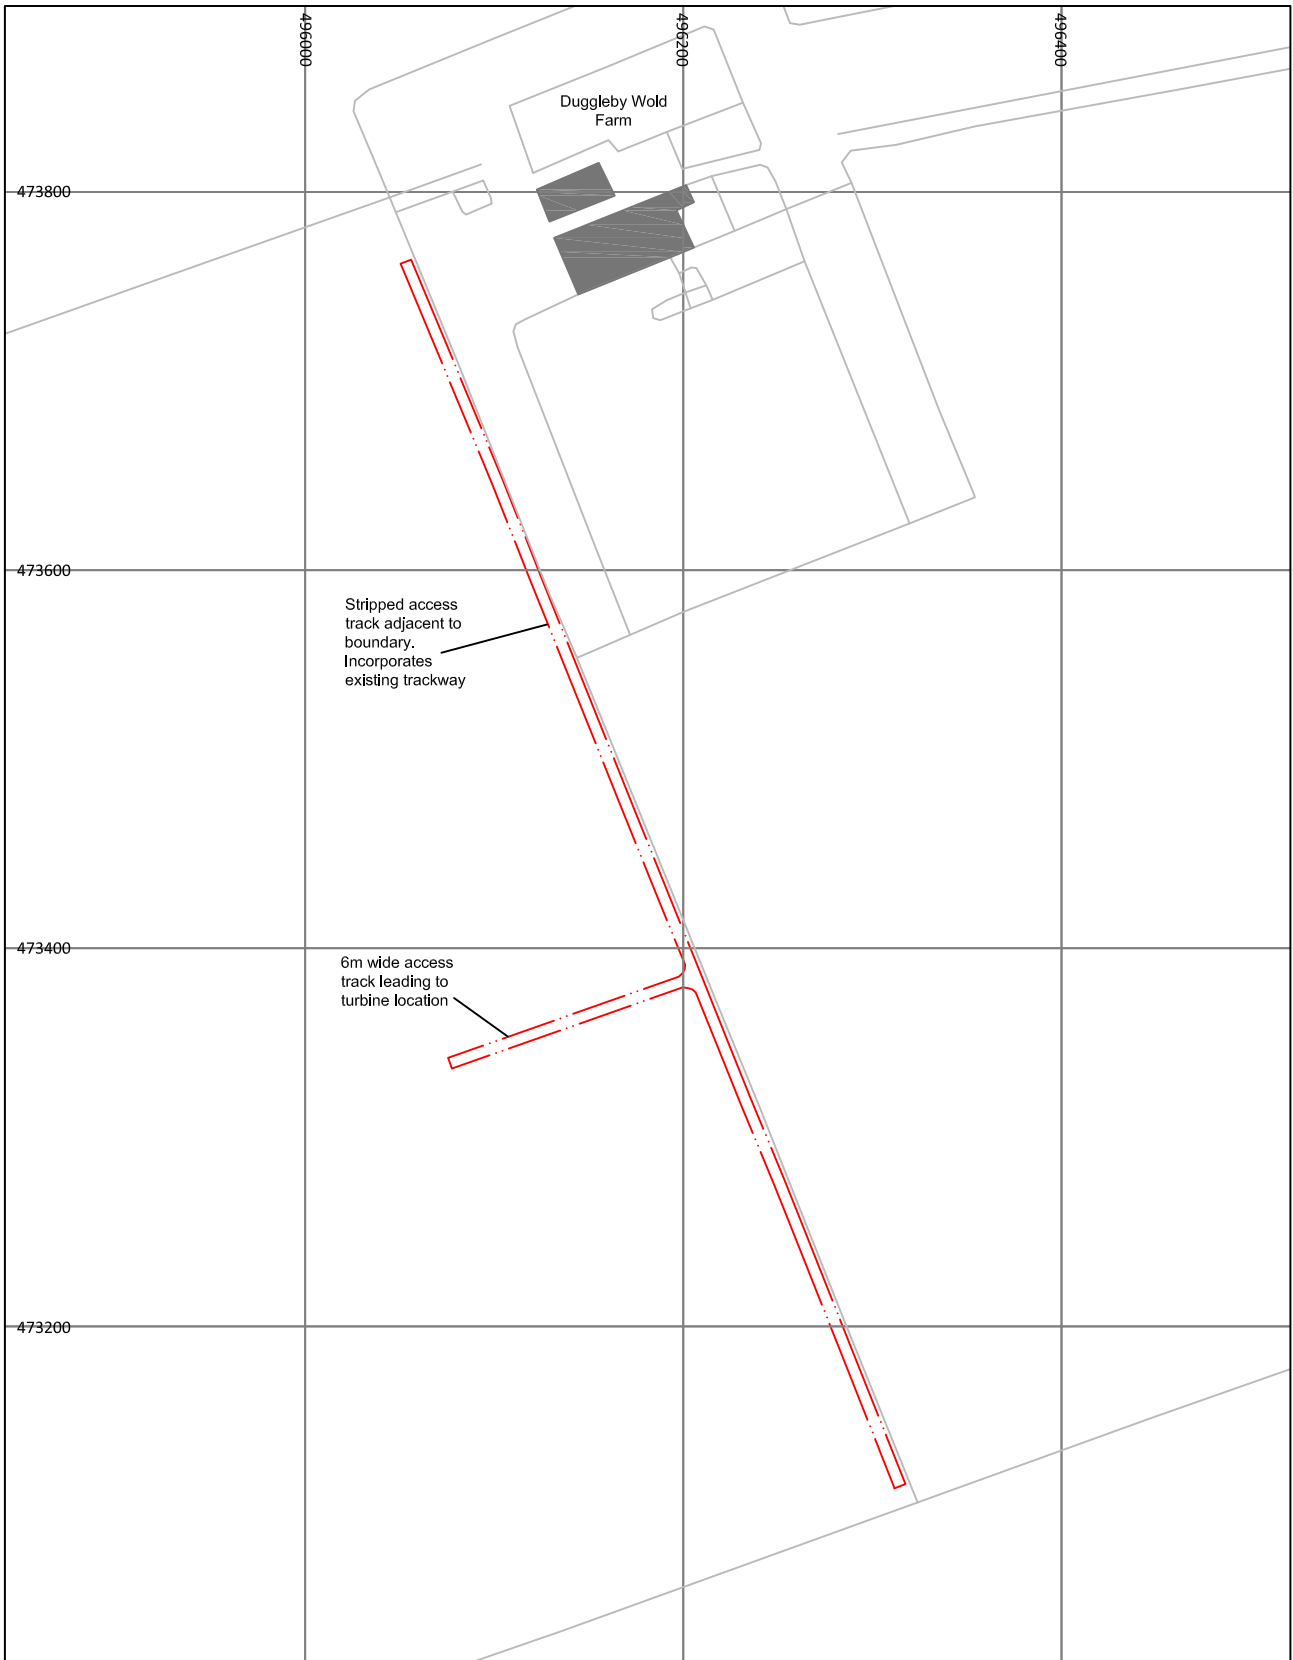 496000
496200
496400
Duggleby Wold
Farm
473800
473600
Stripped access
track adjacent to
boundary.
Incorporates
existing trackway
473400
6m wide access
track leading to
turbine location
473200